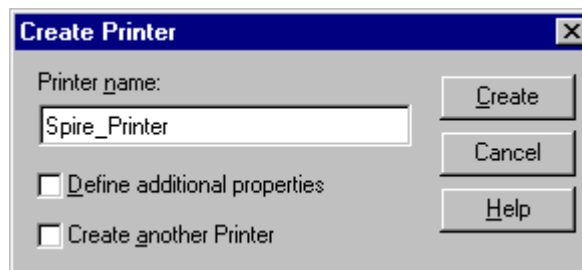 Create Printer
Printer name:
Spire_Printer
Define additional properties
Create another Printer
Create
Cancel
Help